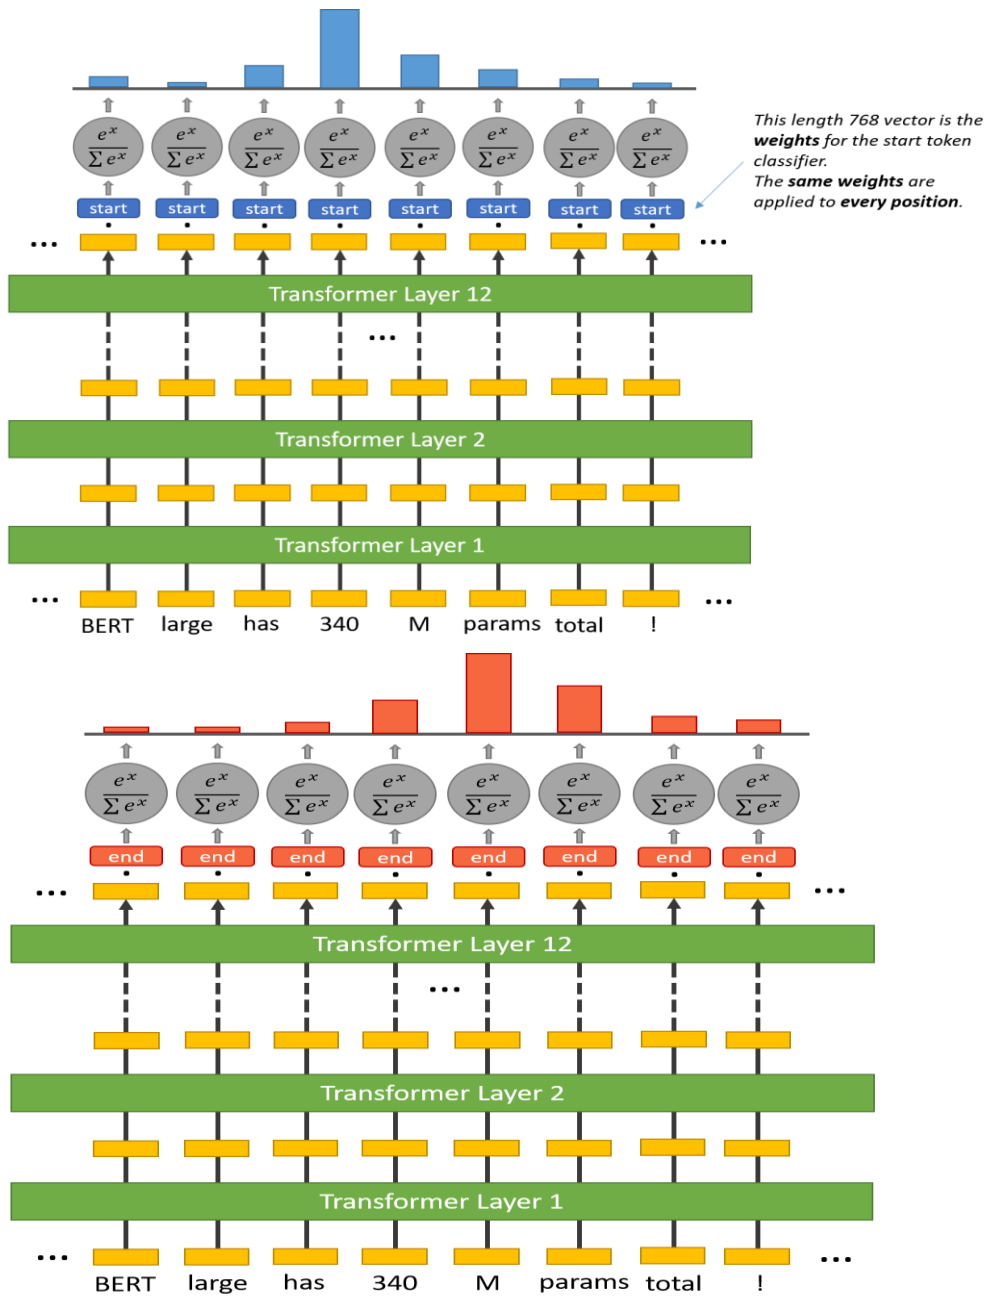 e^x e^x e^x e^x e^x e^x e^x e^x
∑ e^x ∑ e^x ∑ e^x ∑ e^x ∑ e^x ∑ e^x ∑ e^x ∑ e^x
This length 768 vector is the
weights for the start token
classifier.
The same weights are
applied to every position.
start start start start start start start start
... ...
Transformer Layer 12
...
Transformer Layer 2
Transformer Layer 1
... ...
BERT large has 340 M params total !
e^x e^x e^x e^x e^x e^x e^x e^x
∑ e^x ∑ e^x ∑ e^x ∑ e^x ∑ e^x ∑ e^x ∑ e^x ∑ e^x
end end end end end end end end
... ...
Transformer Layer 12
...
Transformer Layer 2
Transformer Layer 1
... ...
BERT large has 340 M params total !